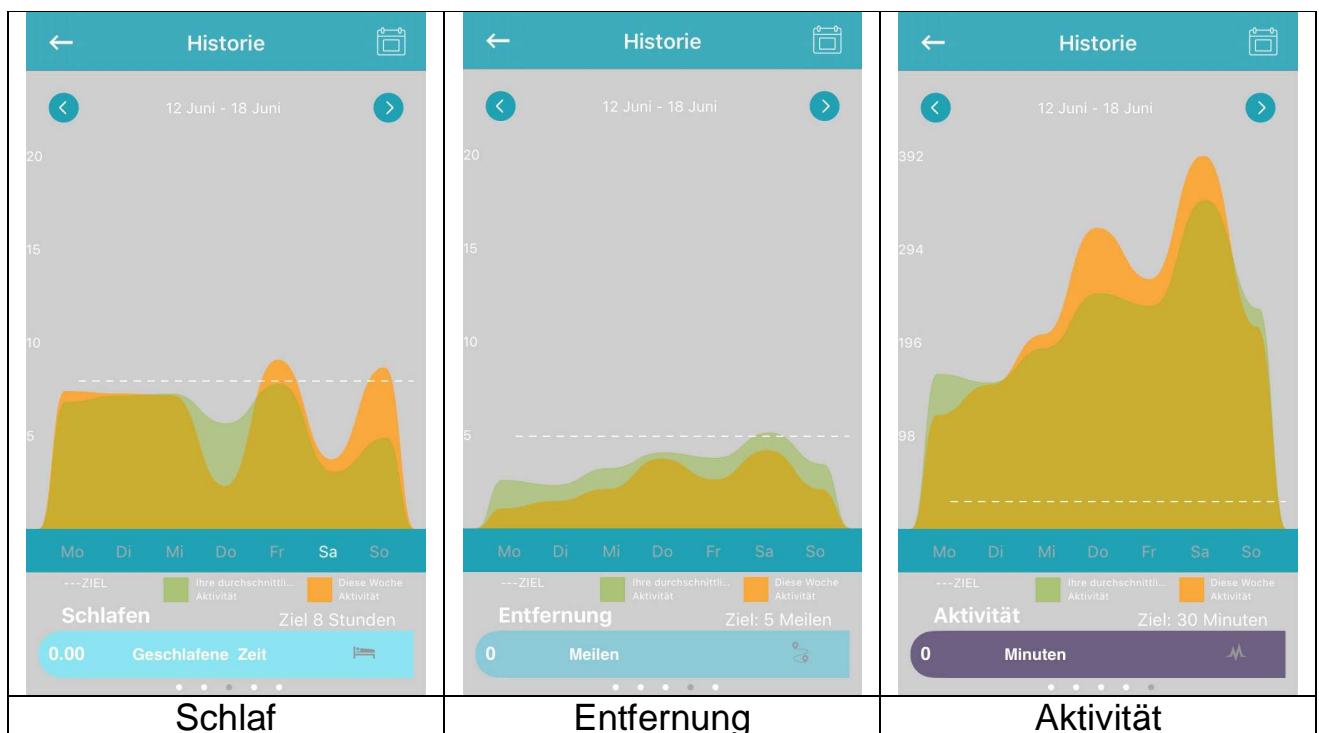 Historie
12 Juni - 18 Juni
20
15
10
5
Mo Di Mi Do Fr Sa So
---ZIEL
Ihre durchschnittli...
Aktivität
Diese Woche
Aktivität
Schlafen
Ziel 8 Stunden
0.00 Geschlafene Zeit
Schlaf
Historie
12 Juni - 18 Juni
20
15
10
5
Mo Di Mi Do Fr Sa So
---ZIEL
Ihre durchschnittli...
Aktivität
Diese Woche
Aktivität
Entfernung
Ziel: 5 Meilen
0 Meilen
Entfernung
Historie
12 Juni - 18 Juni
392
294
196
98
Mo Di Mi Do Fr Sa So
---ZIEL
Ihre durchschnittli...
Aktivität
Diese Woche
Aktivität
Aktivität
Ziel: 30 Minuten
0 Minuten
Aktivität